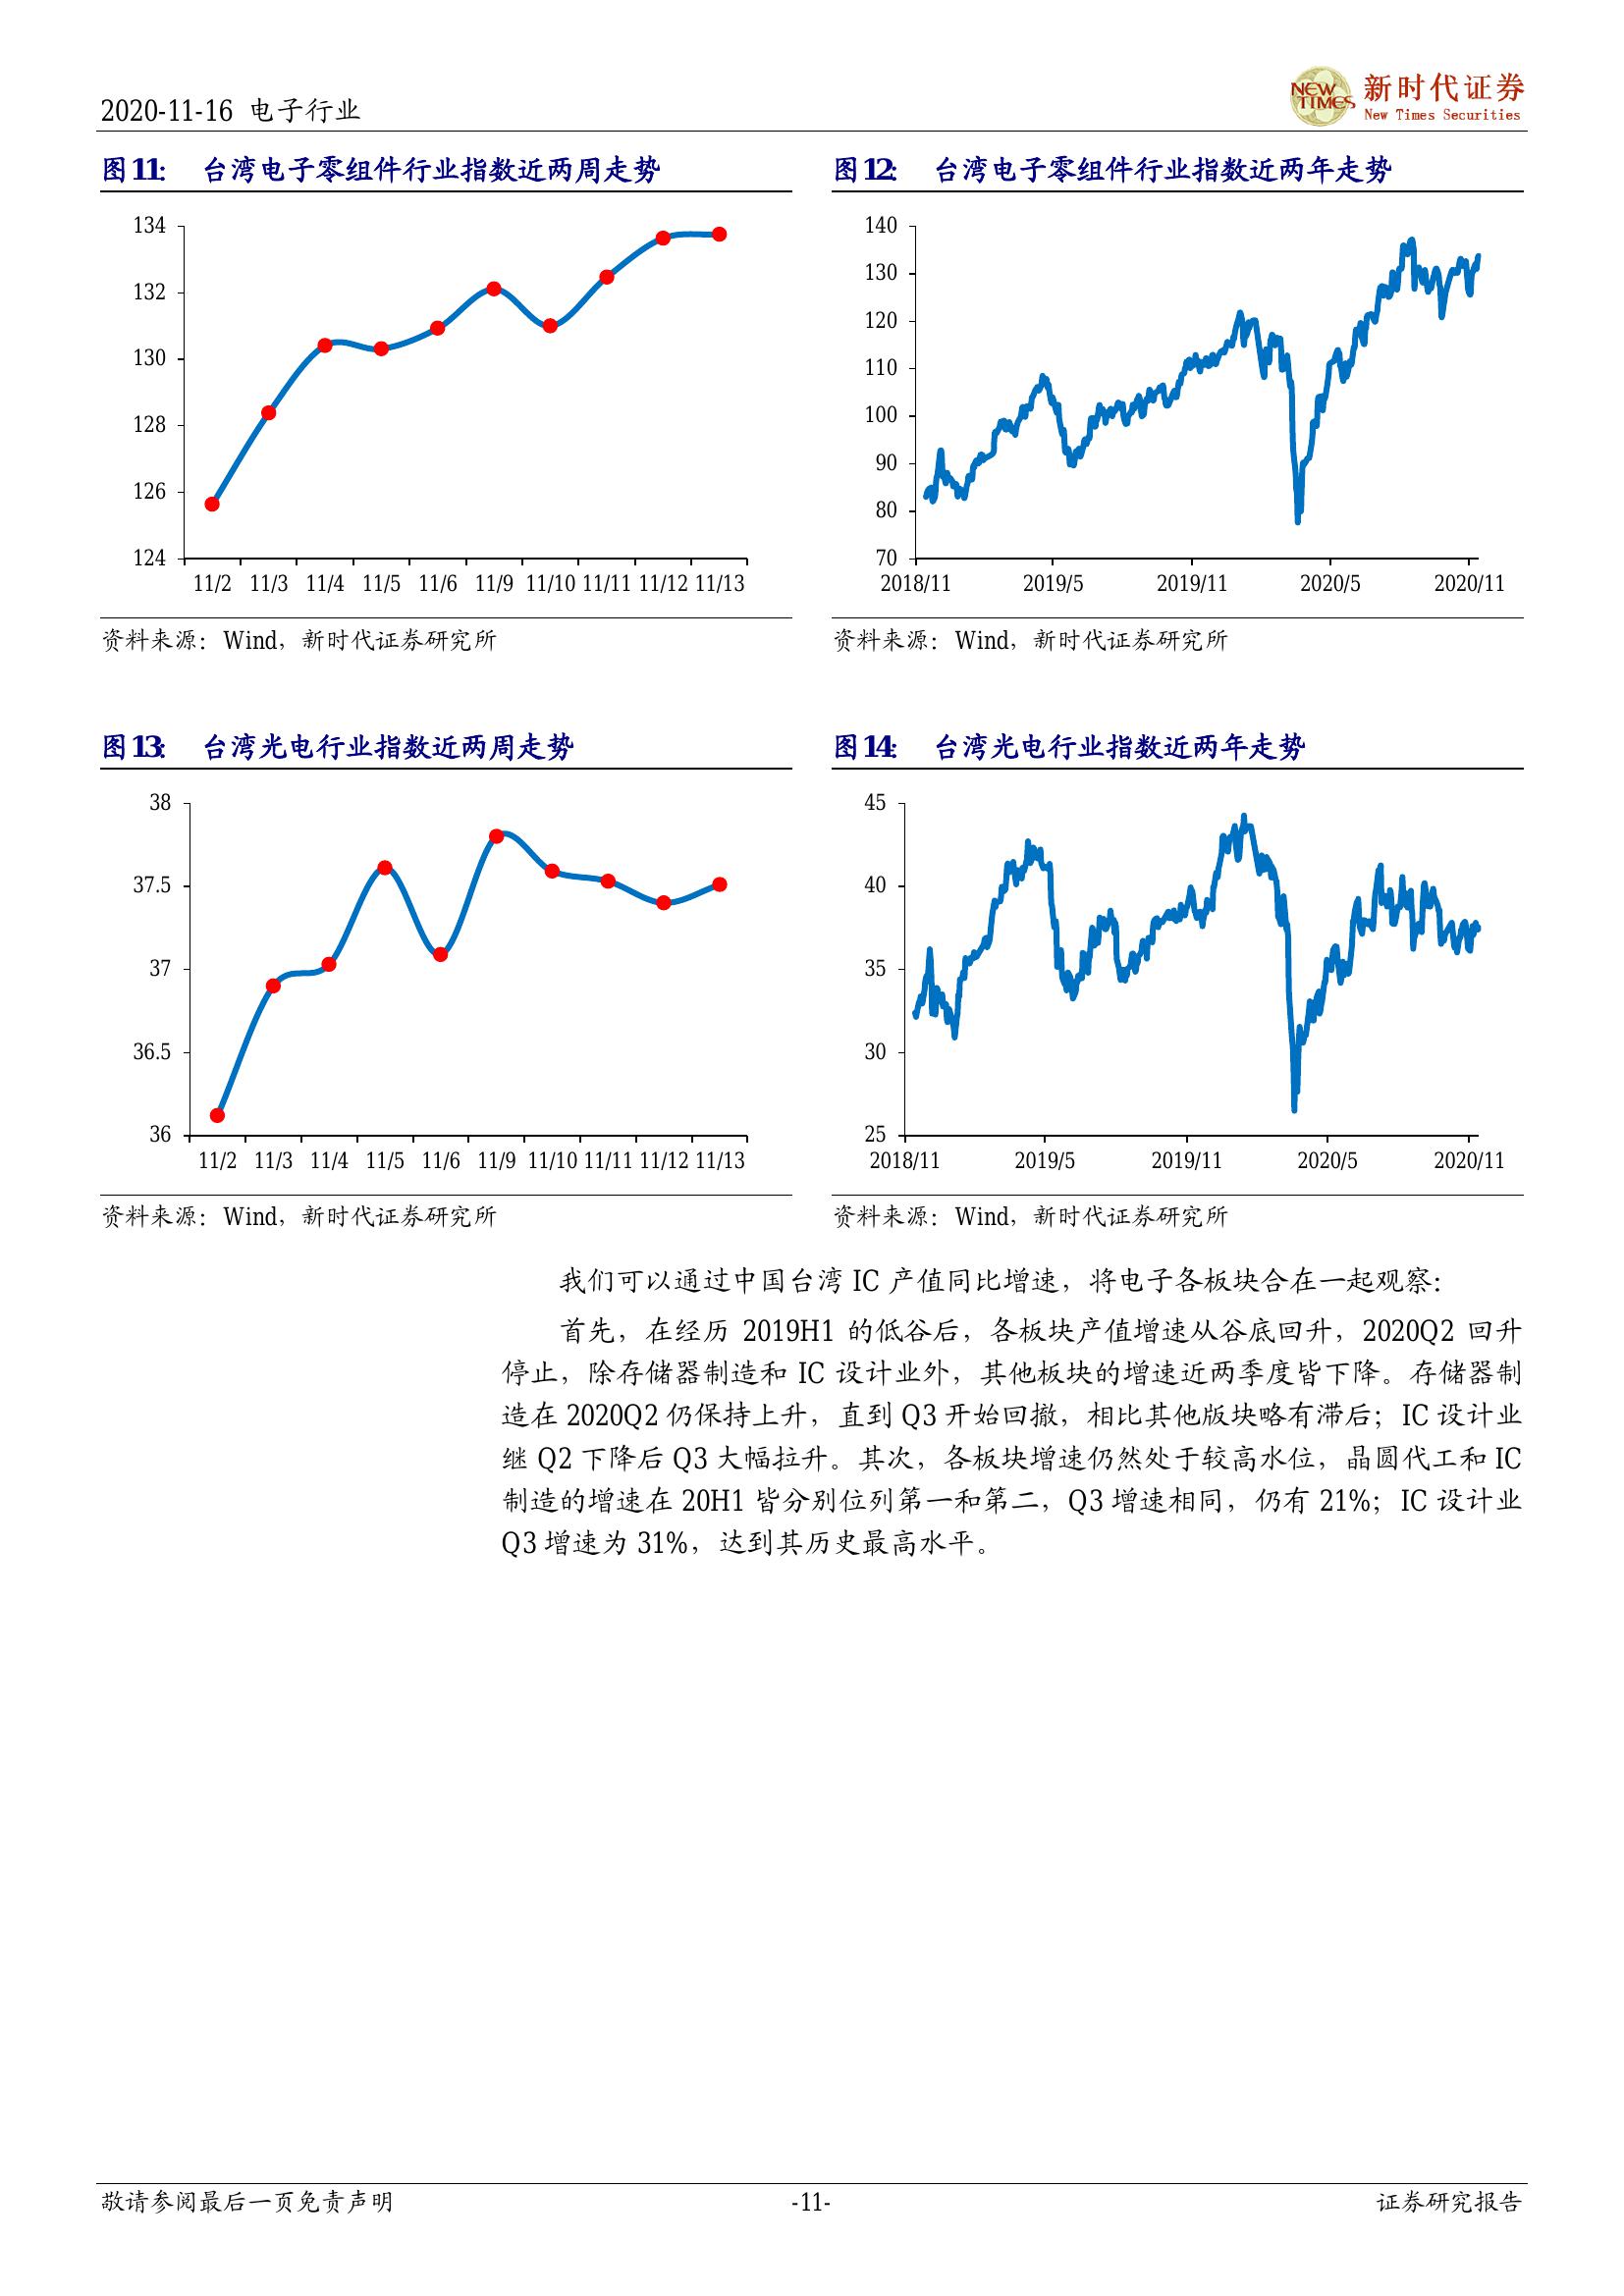 2020-11-16 电子行业
NEW TIMES
新时代证券
New Times Securities
图11: 台湾电子零组件行业指数近两周走势
134
132
130
128
126
124
11/2 11/3 11/4 11/5 11/6 11/9 11/10 11/11 11/12 11/13
资料来源：Wind，新时代证券研究所
图12: 台湾电子零组件行业指数近两年走势
140
130
120
110
100
90
80
70
2018/11 2019/5 2019/11 2020/5 2020/11
资料来源：Wind，新时代证券研究所
图13: 台湾光电行业指数近两周走势
38
37.5
37
36.5
36
11/2 11/3 11/4 11/5 11/6 11/9 11/10 11/11 11/12 11/13
资料来源：Wind，新时代证券研究所
图14: 台湾光电行业指数近两年走势
45
40
35
30
25
2018/11 2019/5 2019/11 2020/5 2020/11
资料来源：Wind，新时代证券研究所
我们可以通过中国台湾 IC 产值同比增速，将电子各板块合在一起观察：
首先，在经历 2019H1 的低谷后，各板块产值增速从谷底回升，2020Q2 回升
停止，除存储器制造和 IC 设计业外，其他板块的增速近两季度皆下降。存储器制
造在 2020Q2 仍保持上升，直到 Q3 开始回撤，相比其他版块略有滞后；IC 设计业
继 Q2 下降后 Q3 大幅拉升。其次，各板块增速仍然处于较高水位，晶圆代工和 IC
制造的增速在 20H1 皆分别位列第一和第二，Q3 增速相同，仍有 21%；IC 设计业
Q3 增速为 31%，达到其历史最高水平。
敬请参阅最后一页免责声明
-11-
证券研究报告